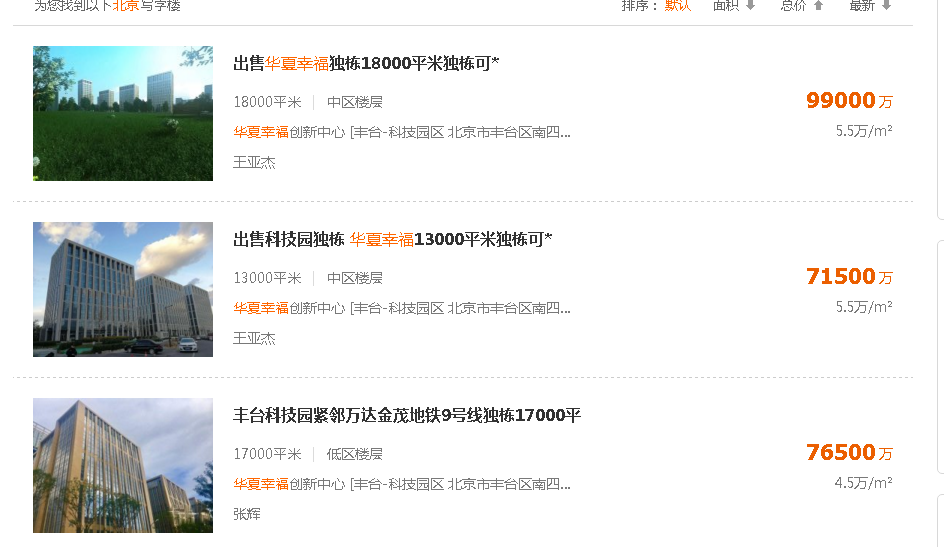 为您找到以下北京写字楼
排序： 默认 面积 总价 最新
出售华夏幸福独栋18000平米独栋可*
18000平米 中区楼层
99000万
华夏幸福创新中心 [丰台-科技园区 北京市丰台区南四...
5.5万/m²
王亚杰
出售科技园独栋 华夏幸福13000平米独栋可*
13000平米 中区楼层
71500万
华夏幸福创新中心 [丰台-科技园区 北京市丰台区南四...
5.5万/m²
王亚杰
丰台科技园紧邻万达金茂地铁9号线独栋17000平
17000平米 低区楼层
76500万
华夏幸福创新中心 [丰台-科技园区 北京市丰台区南四...
4.5万/m²
张辉